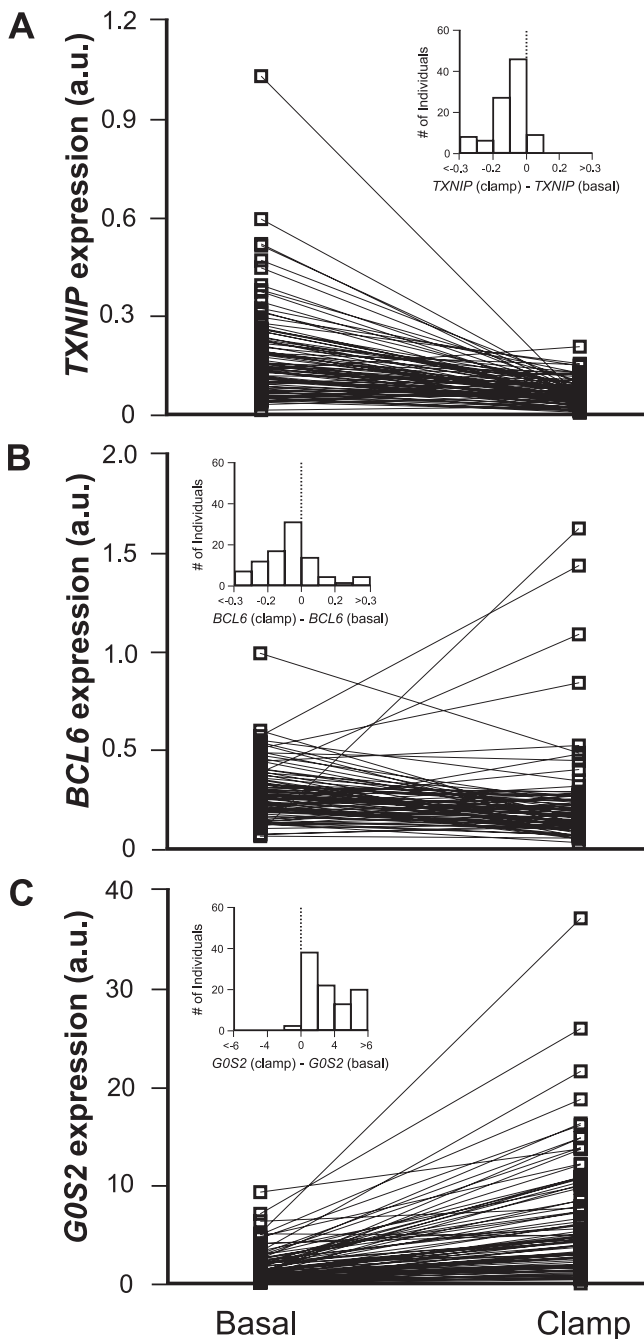 A
TXNIP expression (a.u.)
1.2
0.9
0.6
0.3
0
# of Individuals
60
40
20
0
<-0.3 -0.2 0 0.2 >0.3
TXNIP (clamp) - TXNIP (basal)
B
BCL6 expression (a.u.)
2.0
1.5
1.0
0.5
0
# of Individuals
60
40
20
0
<-0.3 -0.2 0 0.2 >0.3
BCL6 (clamp) - BCL6 (basal)
C
G0S2 expression (a.u.)
40
30
20
10
0
# of Individuals
60
40
20
0
<-6 -4 0 4 >6
G0S2 (clamp) - G0S2 (basal)
Basal Clamp